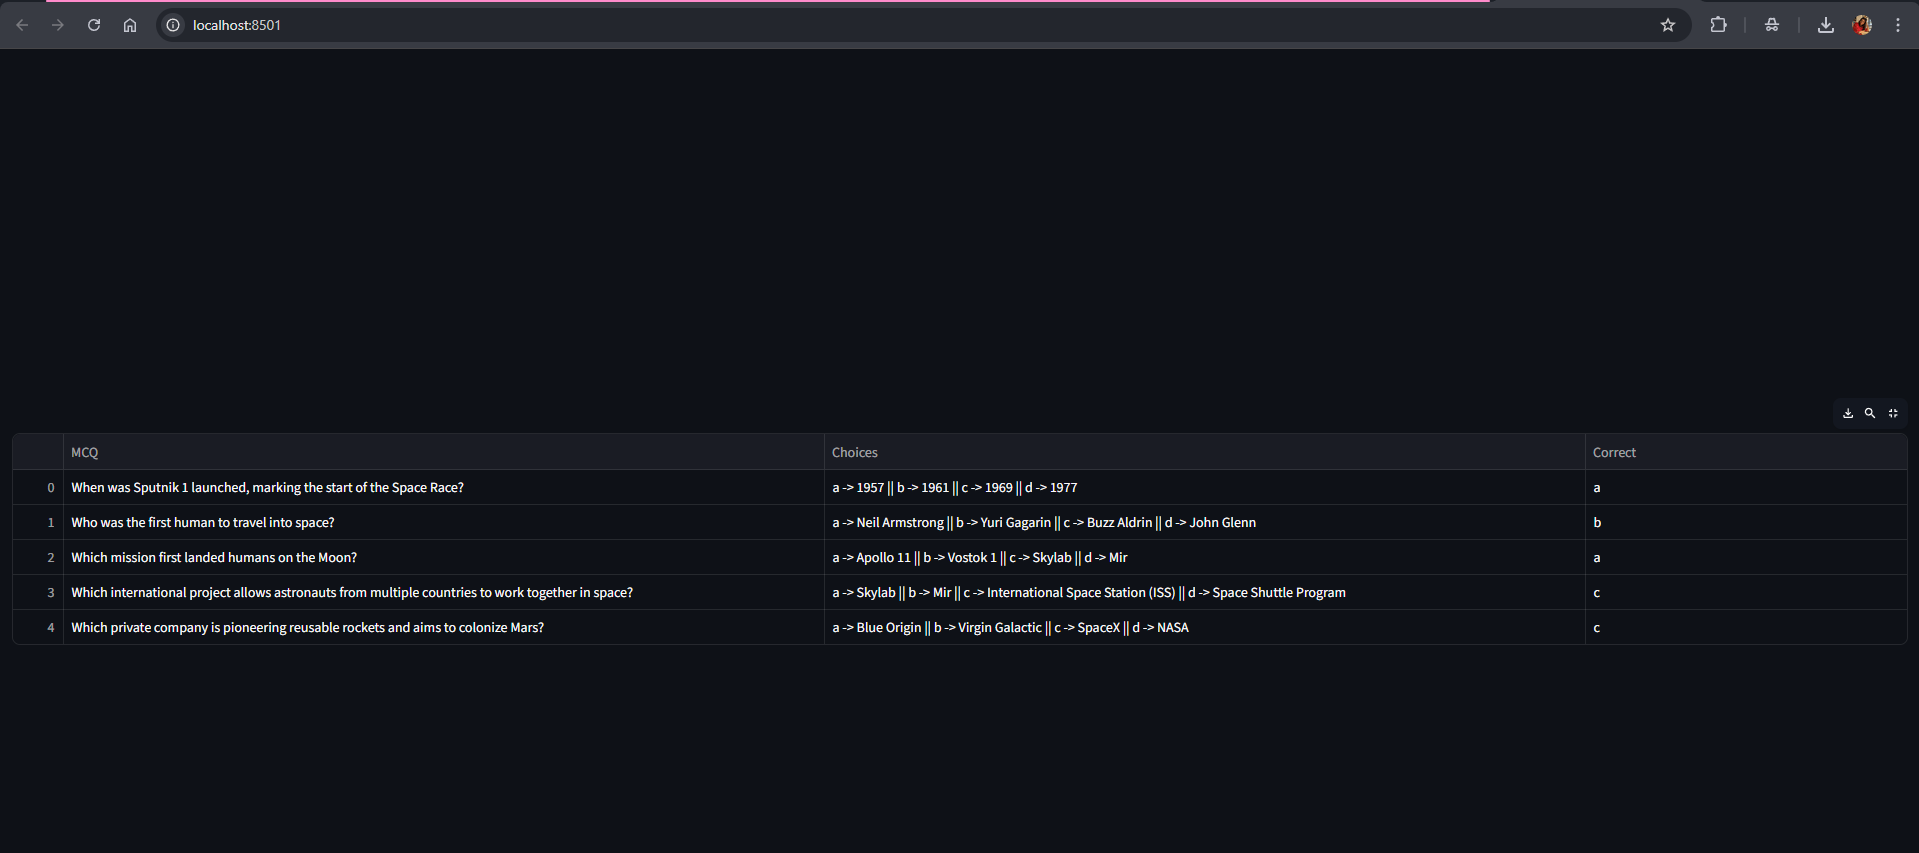 localhost:8501
MCQ Choices Correct
0 When was Sputnik 1 launched, marking the start of the Space Race? a -> 1957 || b -> 1961 || c -> 1969 || d -> 1977 a
1 Who was the first human to travel into space? a -> Neil Armstrong || b -> Yuri Gagarin || c -> Buzz Aldrin || d -> John Glenn b
2 Which mission first landed humans on the Moon? a -> Apollo 11 || b -> Vostok 1 || c -> Skylab || d -> Mir a
3 Which international project allows astronauts from multiple countries to work together in space? a -> Skylab || b -> Mir || c -> International Space Station (ISS) || d -> Space Shuttle Program c
4 Which private company is pioneering reusable rockets and aims to colonize Mars? a -> Blue Origin || b -> Virgin Galactic || c -> SpaceX || d -> NASA c